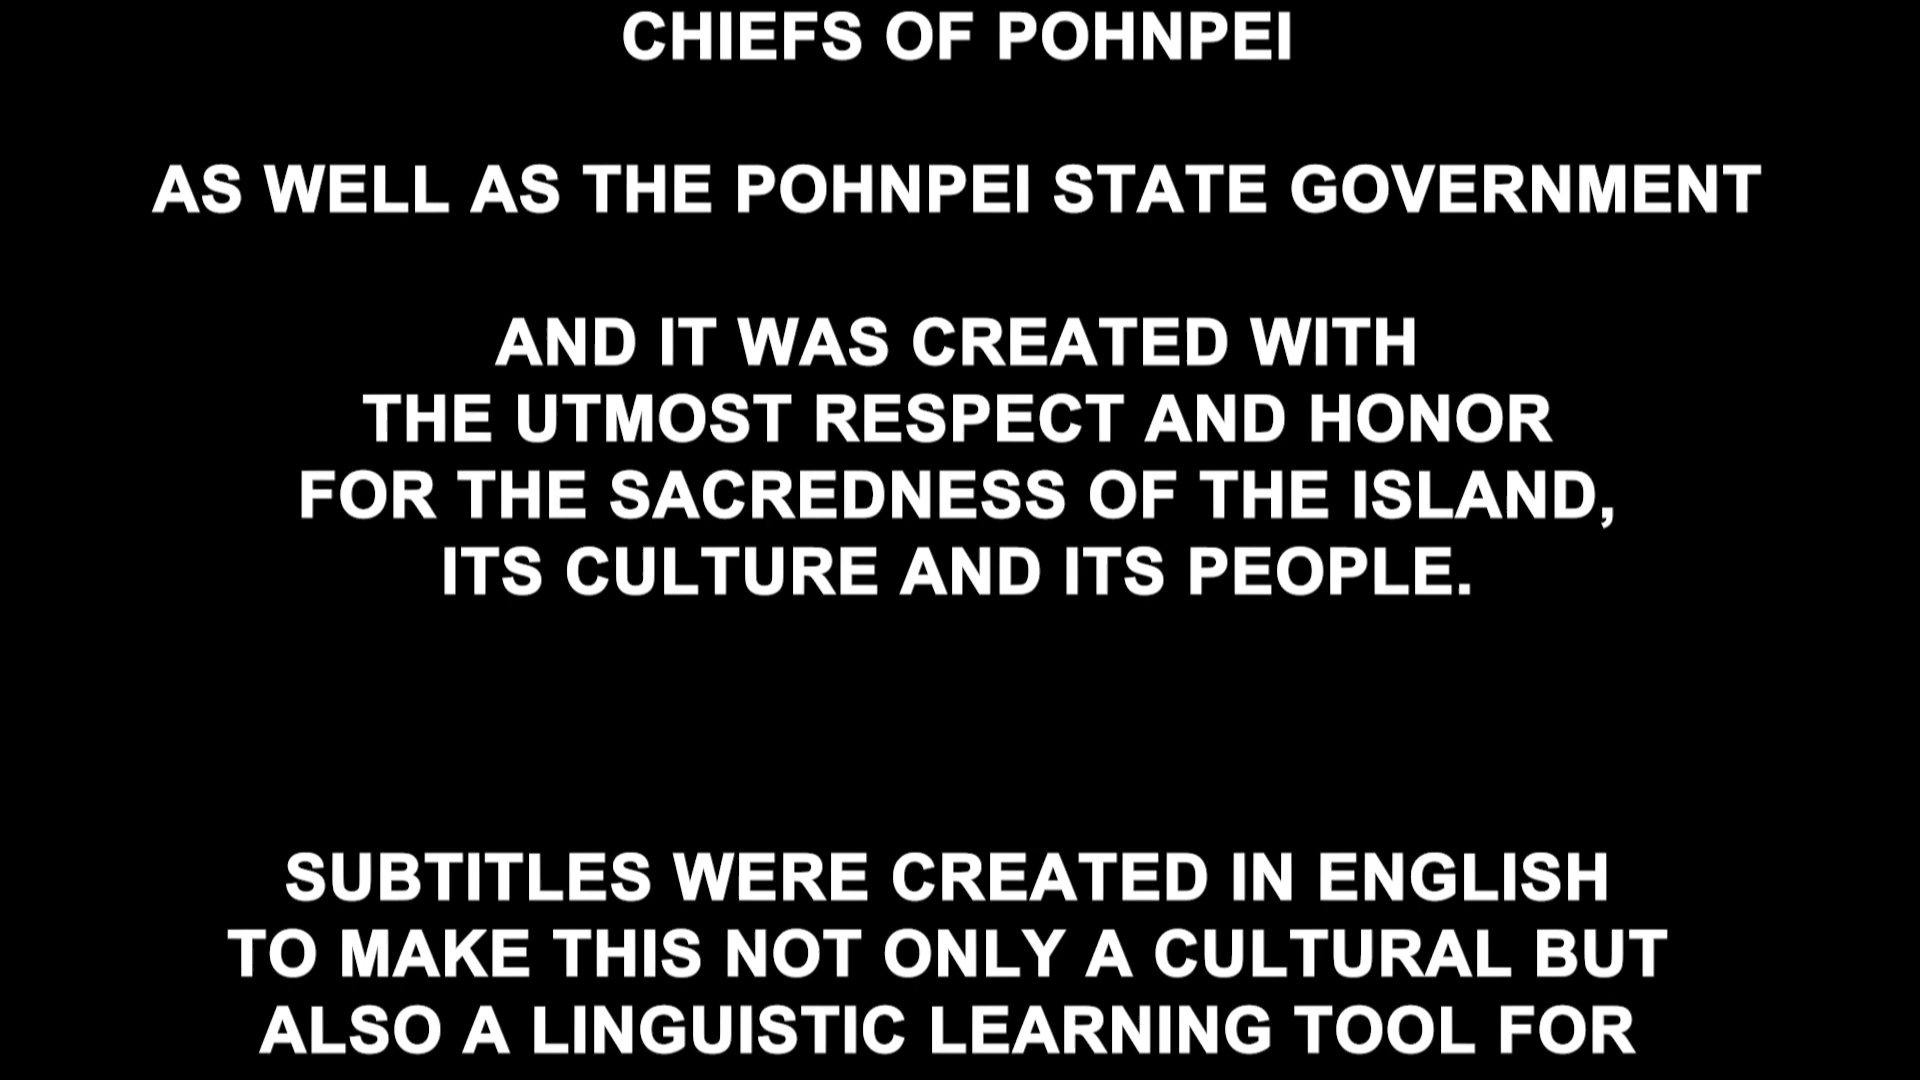 CHIEFS OF POHNPEI
AS WELL AS THE POHNPEI STATE GOVERNMENT
AND IT WAS CREATED WITH
THE UTMOST RESPECT AND HONOR
FOR THE SACREDNESS OF THE ISLAND,
ITS CULTURE AND ITS PEOPLE.
SUBTITLES WERE CREATED IN ENGLISH
TO MAKE THIS NOT ONLY A CULTURAL BUT
ALSO A LINGUISTIC LEARNING TOOL FOR